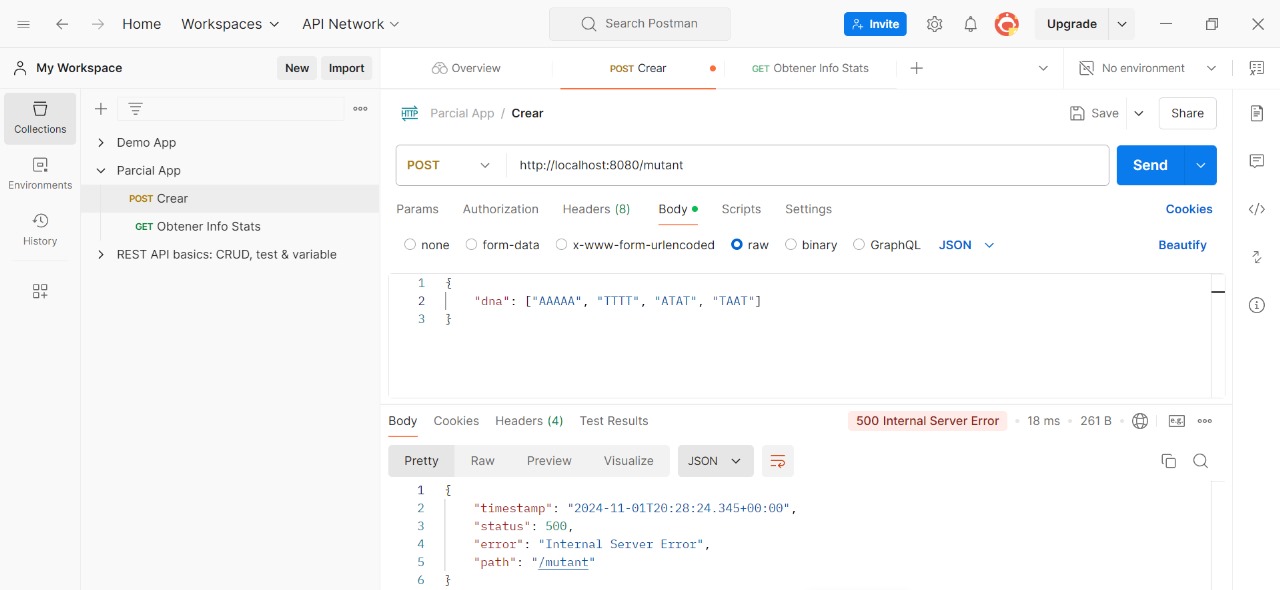 Home Workspaces API Network Search Postman Invite Upgrade
My Workspace New Import Overview POST Crear GET Obtener Info Stats No environment
Collections
Environments
History
Demo App
Parcial App
POST Crear
GET Obtener Info Stats
REST API basics: CRUD, test & variable
HTTP Parcial App / Crear Save Share
POST http://localhost:8080/mutant Send
Params Authorization Headers (8) Body Scripts Settings Cookies
none form-data x-www-form-urlencoded raw binary GraphQL JSON Beautify
1 {
2 "dna": ["AAAAA", "TTTT", "ATAT", "TAAT"]
3 }
Body Cookies Headers (4) Test Results 500 Internal Server Error 18 ms 261 B e.g.
Pretty Raw Preview Visualize JSON
1 {
2 "timestamp": "2024-11-01T20:28:24.345+00:00",
3 "status": 500,
4 "error": "Internal Server Error",
5 "path": "/mutant"
6 }